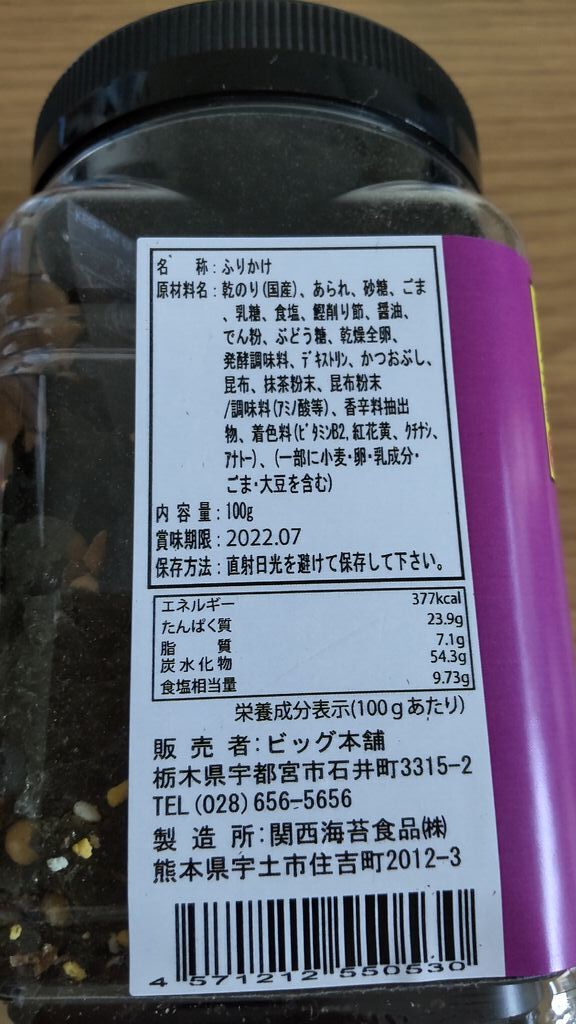 名　称：ふりかけ
原材料名：乾のり(国産)、あられ、砂糖、ごま
、乳糖、食塩、鰹削り節、醤油、
でん粉、ぶどう糖、乾燥全卵、
発酵調味料、デキストリン、かつおぶし、
昆布、抹茶粉末、昆布粉末
/調味料(アミノ酸等)、香辛料抽出
物、着色料(ビタミンB2,紅花黄、クチナシ、
アナトー)、(一部に小麦・卵・乳成分・
ごま・大豆を含む)
内容量：100g
賞味期限：2022.07
保存方法：直射日光を避けて保存して下さい。
エネルギー 377kcal
たんぱく質 23.9g
脂質 7.1g
炭水化物 54.3g
食塩相当量 9.73g
栄養成分表示(100gあたり)
販売者：ビッグ本舗
栃木県宇都宮市石井町3315-2
TEL(028)656-5656
製造所：関西海苔食品㈱
熊本県宇土市住吉町2012-3
4 571212 550530